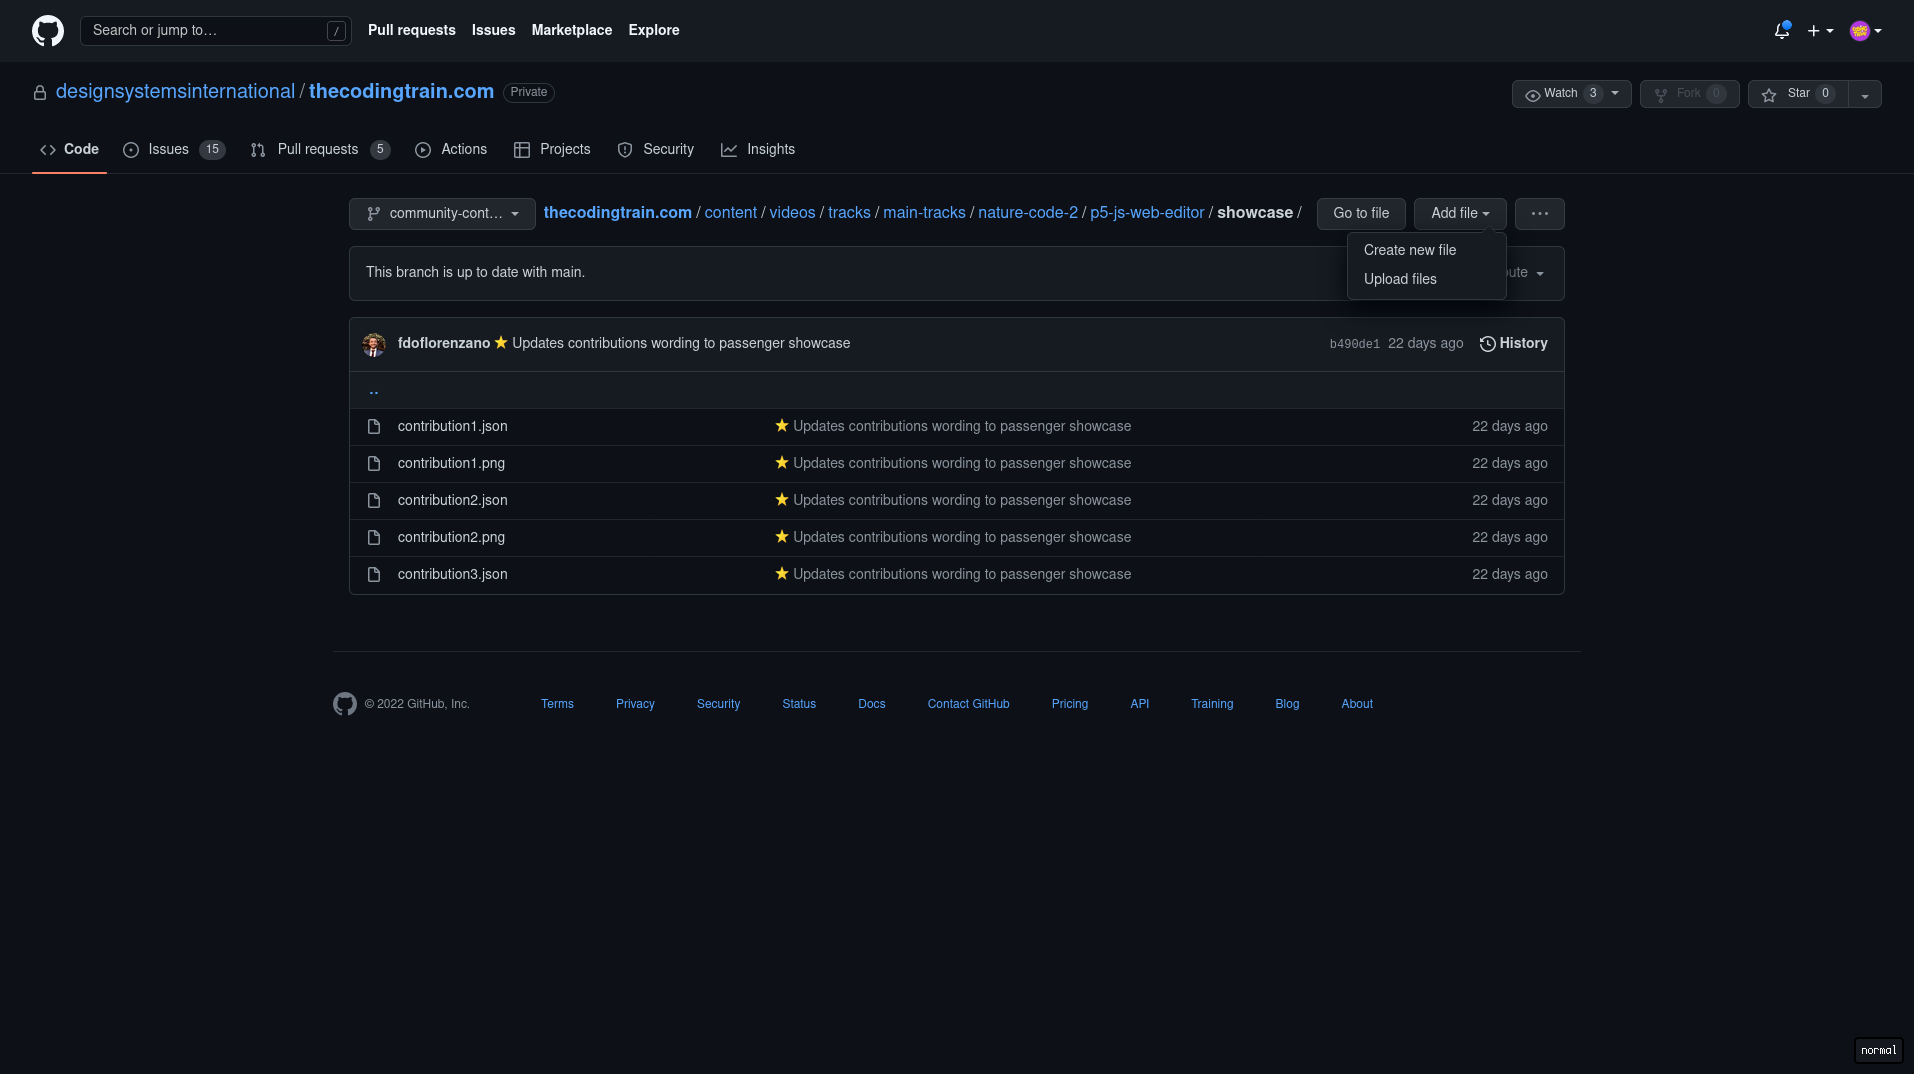 Search or jump to… /
Pull requests Issues Marketplace Explore
designsystemsinternational / thecodingtrain.com Private
Watch 3 Fork 0 Star 0
Code Issues 15 Pull requests 5 Actions Projects Security Insights
community-cont… thecodingtrain.com / content / videos / tracks / main-tracks / nature-code-2 / p5-js-web-editor / showcase / Go to file Add file ...
Create new file
Upload files
This branch is up to date with main.
fdoflorenzano ⭐ Updates contributions wording to passenger showcase b490de1 22 days ago History
..
contribution1.json ⭐ Updates contributions wording to passenger showcase 22 days ago
contribution1.png ⭐ Updates contributions wording to passenger showcase 22 days ago
contribution2.json ⭐ Updates contributions wording to passenger showcase 22 days ago
contribution2.png ⭐ Updates contributions wording to passenger showcase 22 days ago
contribution3.json ⭐ Updates contributions wording to passenger showcase 22 days ago
© 2022 GitHub, Inc. Terms Privacy Security Status Docs Contact GitHub Pricing API Training Blog About
normal